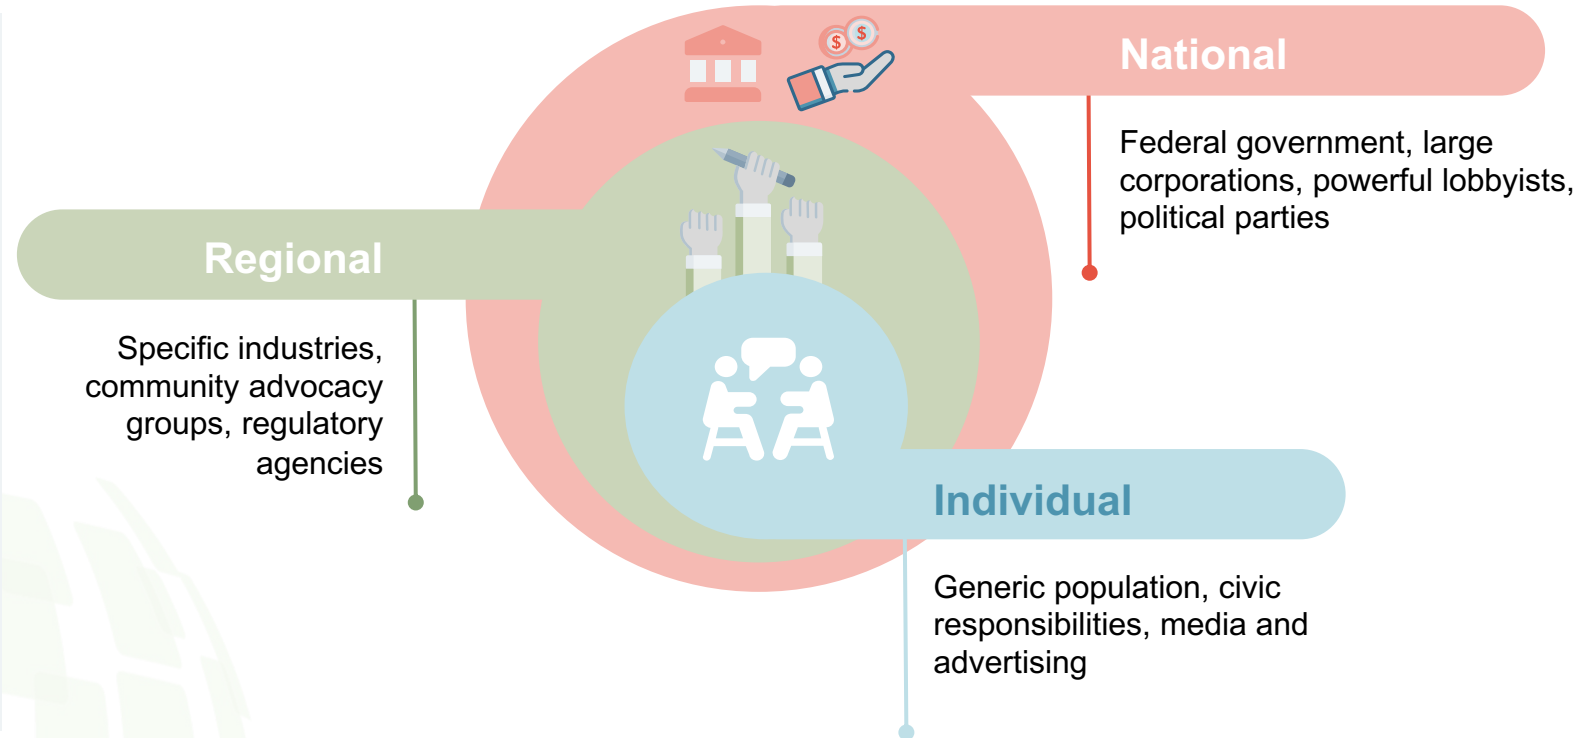 National
Federal government, large
corporations, powerful lobbyists,
political parties
Regional
Specific industries,
community advocacy
groups, regulatory
agencies
Individual
Generic population, civic
responsibilities, media and
advertising
$
$